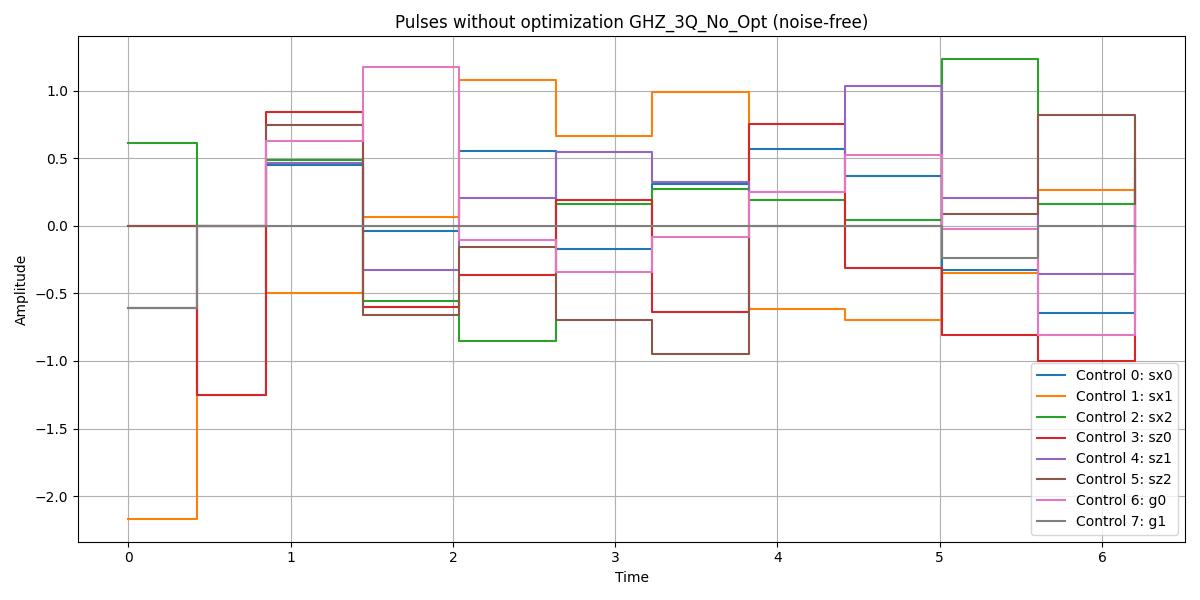 Pulses without optimization GHZ_3Q_No_Opt (noise-free)
Amplitude
1.0
0.5
0.0
−0.5
−1.0
−1.5
−2.0
0 1 2 3 4 5 6
Time
Control 0: sx0
Control 1: sx1
Control 2: sx2
Control 3: sz0
Control 4: sz1
Control 5: sz2
Control 6: g0
Control 7: g1